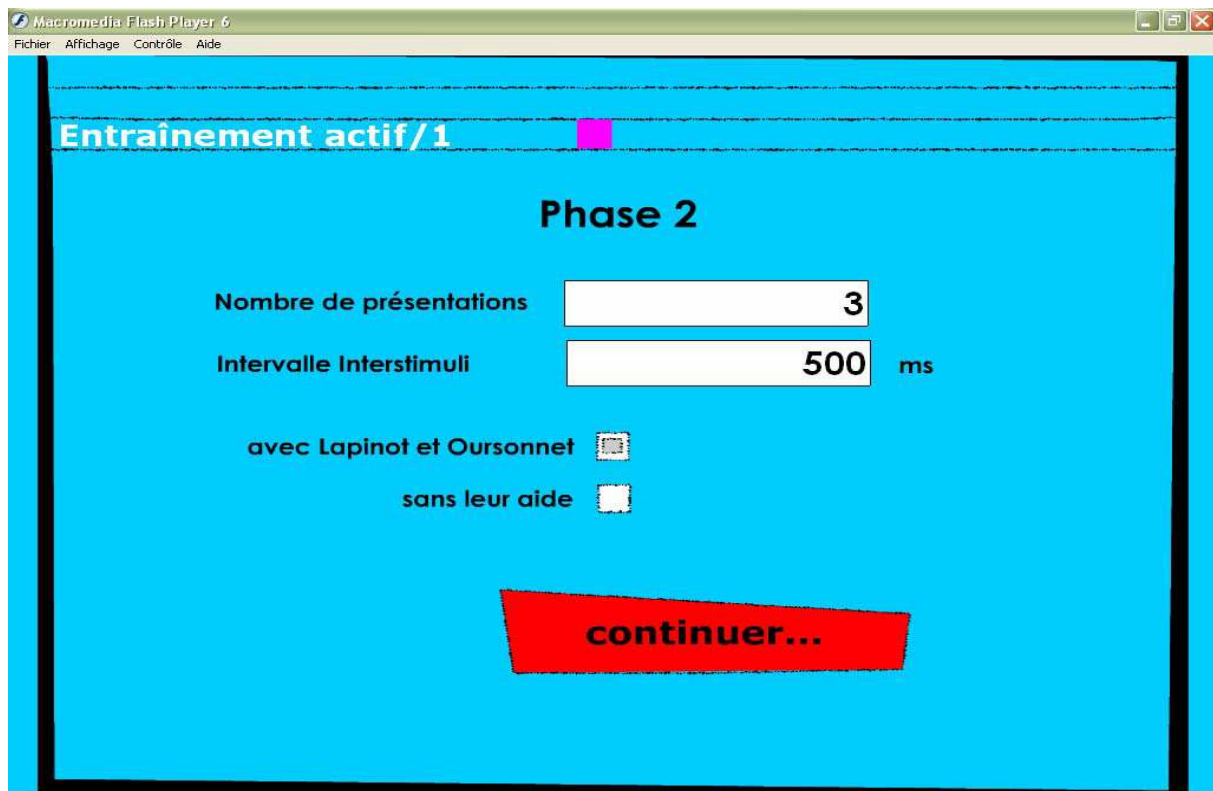 Macromedia Flash Player 6
Fichier Affichage Contrôle Aide
Entraînement actif/1
Phase 2
Nombre de présentations 3
Intervalle Interstimuli 500 ms
avec Lapinot et Oursonnet
sans leur aide
continuer...